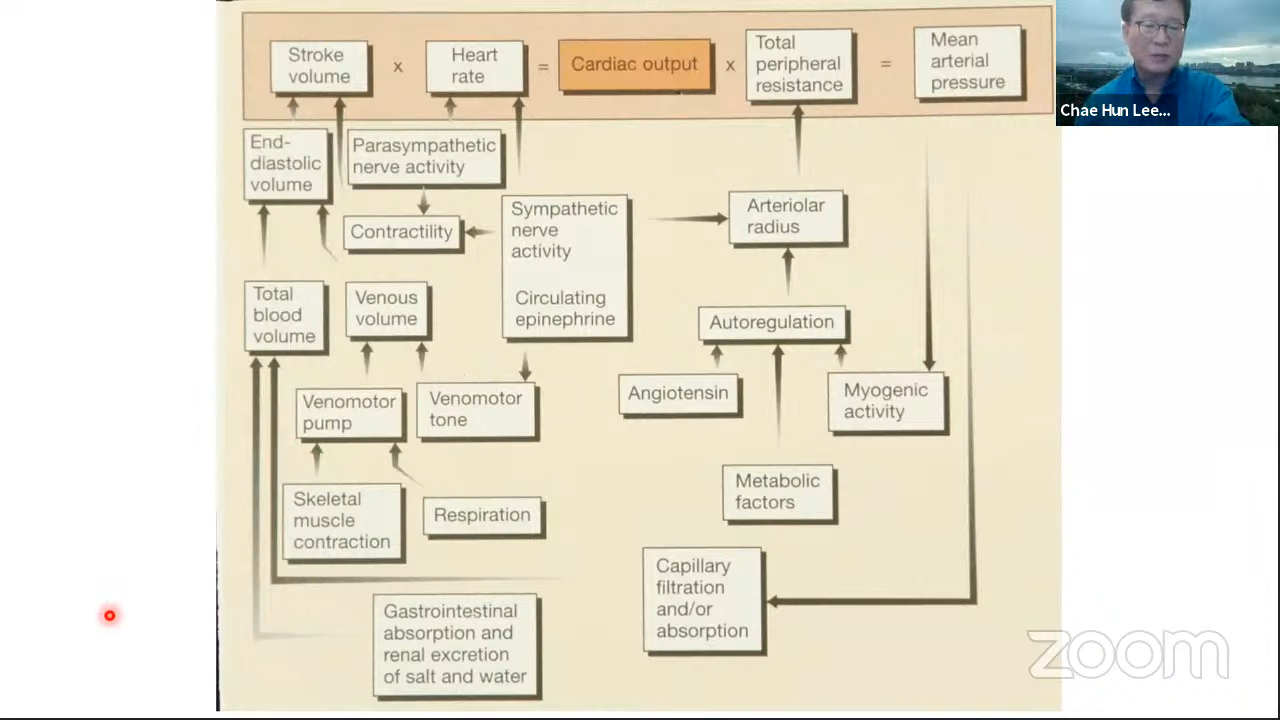 Stroke
volume
x
Heart
rate
=
Cardiac output
x
Total
peripheral
resistance
=
Mean
arterial
pressure
Chae Hun Lee...
End-
diastolic
volume
Parasympathetic
nerve activity
Contractility
Sympathetic
nerve
activity
Circulating
epinephrine
Arteriolar
radius
Total
blood
volume
Venous
volume
Autoregulation
Venomotor
pump
Venomotor
tone
Angiotensin
Myogenic
activity
Skeletal
muscle
contraction
Respiration
Metabolic
factors
Capillary
filtration
and/or
absorption
Gastrointestinal
absorption and
renal excretion
of salt and water
zoom